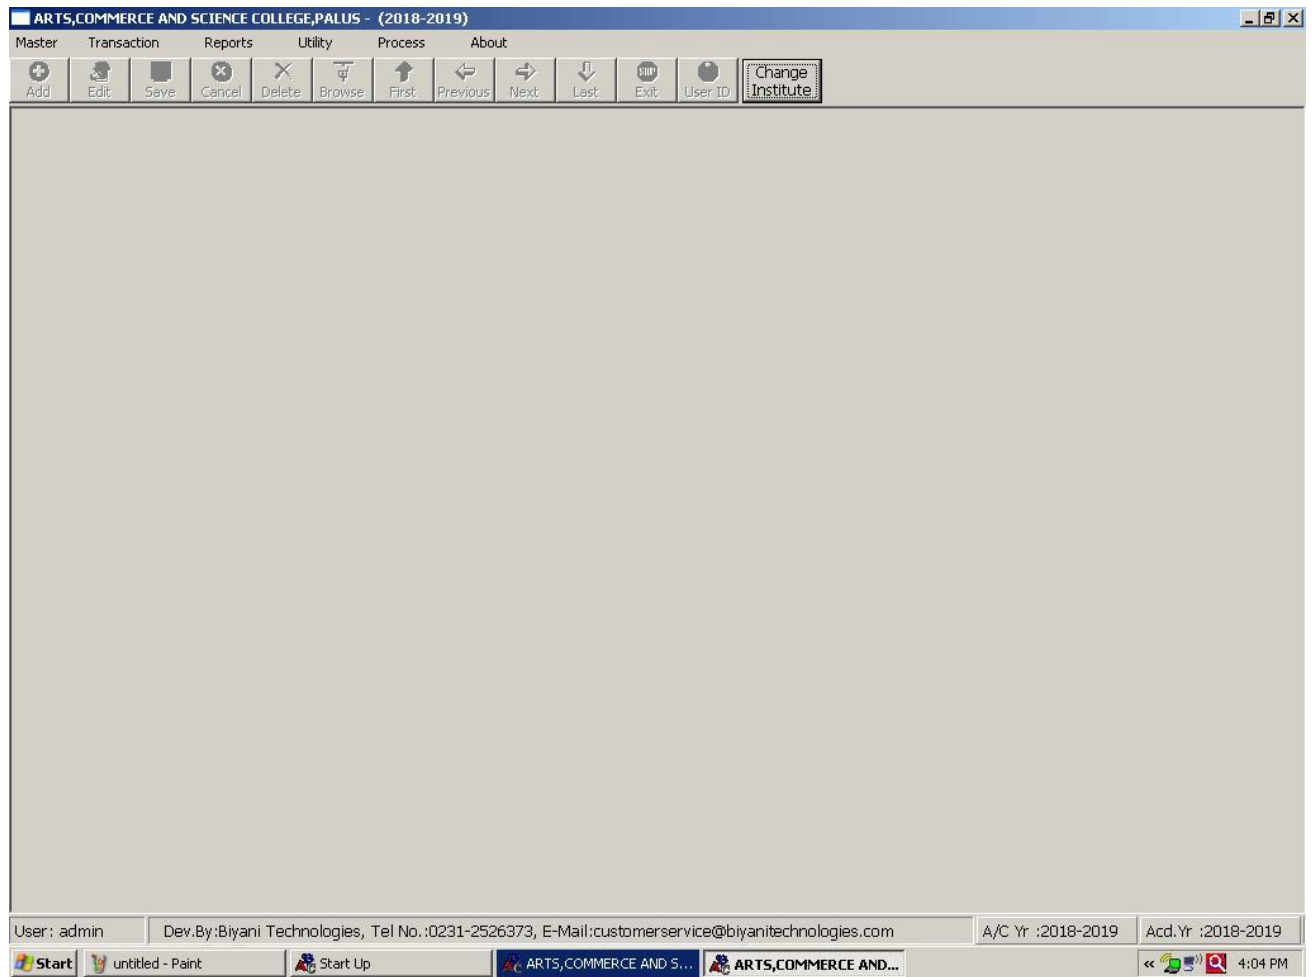 ARTS,COMMERCE AND SCIENCE COLLEGE,PALUS - (2018-2019)
Master Transaction Reports Utility Process About
Add Edit Save Cancel Delete Browse First Previous Next Last Exit User ID Change Institute
User: admin Dev.By:Biyani Technologies, Tel No.:0231-2526373, E-Mail:customerservice@biyanitechnologies.com A/C Yr :2018-2019 Acd.Yr :2018-2019
Start untitled - Paint Start Up ARTS,COMMERCE AND S... ARTS,COMMERCE AND... « 4:04 PM